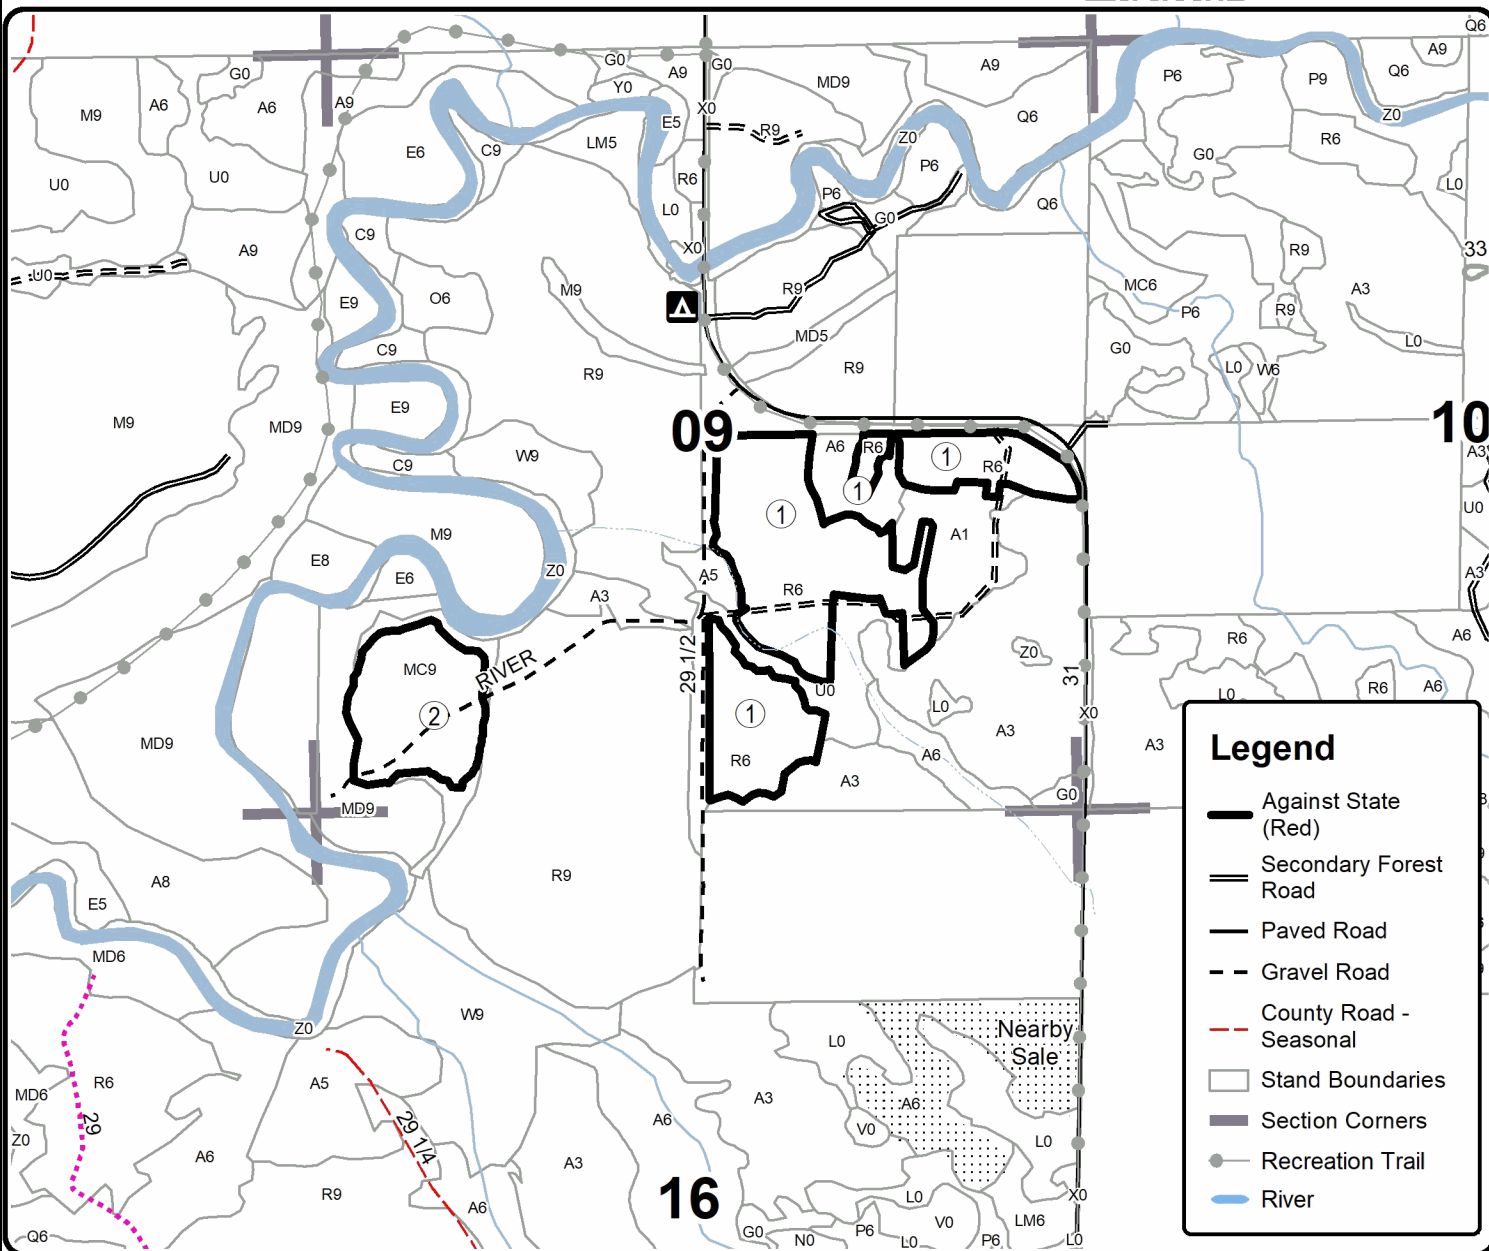 Q6
G0
A9
A9
Q6
MD9
P6
P9
A9
G0
G0
A6
A6
A9
Y0
X0
M9
E5
R9
Q6
Z0
Z0
R6
E6
C9
LM5
Z0
P6
G0
U0
U0
R6
P6
L0
L0
G0
Q6
C9
A9
X0
R9
33
U0
M9
R9
MC6
A3
E9
O6
P6
R9
MD5
C9
G0
L0
R9
R9
L0
W6
E9
M9
MD9
09
10
A6
R6
W9
C9
1
R6
A3
1
1
M9
A1
U0
E8
E6
Z0
A5
R6
A3
A3
29 1/2
Z0
R6
A6
MC9
RIVER
31
U0
L0
R6
A6
2
1
L0
X0
MD9
A6
A3
A3
R6
A3
MD9
G0
A8
R9
E5
MD6
Z0
W9
L0
Nearby
Sale
MD6
R6
A5
A3
A6
29
29 1/4
A6
V0
Z0
L0
A6
A3
R9
A6
16
L0
X0
Q6
G0
N0
P6
V0
L0
P6
LM6
L0
Legend
Against State
(Red)
Secondary Forest
Road
Paved Road
Gravel Road
County Road -
Seasonal
Stand Boundaries
Section Corners
Recreation Trail
River